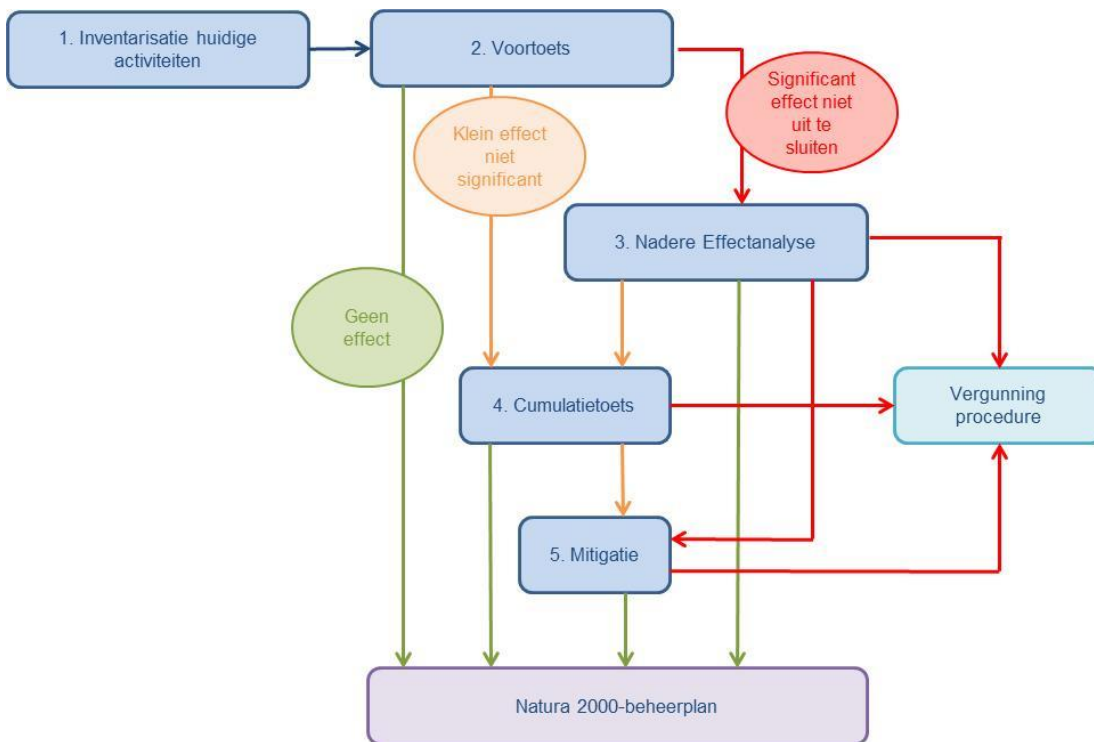 1. Inventarisatie huidige
activiteiten
2. Voortoets
Significant
effect niet
uit te
sluiten
Klein effect
niet
significant
3. Nadere Effectanalyse
Geen
effect
4. Cumulatietoets
Vergunning
procedure
5. Mitigatie
Natura 2000-beheerplan